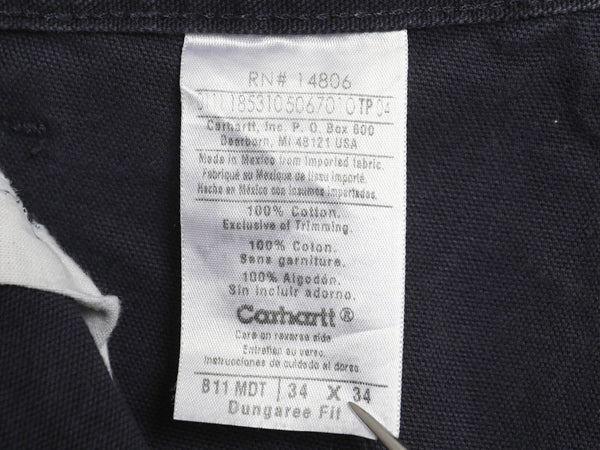 RN# 14806
01111853105067010 TP 04
Carhartt, Inc. P. O. Box 600
Dearborn, MI 48121 USA
Made in Mexico from imported fabric.
Fabriqué au Mexique de tissu importé.
Hecho en México con insumos importados.
100% Cotton.
Exclusive of Trimming.
100% Coton.
Sans garniture.
100% Algodón.
Sin incluir adorno.
Carhartt®
Care on reverse side
Entretien au verso.
Instrucciones de cuidado al dorso.
B11 MDT | 34 X 34
Dungaree Fit